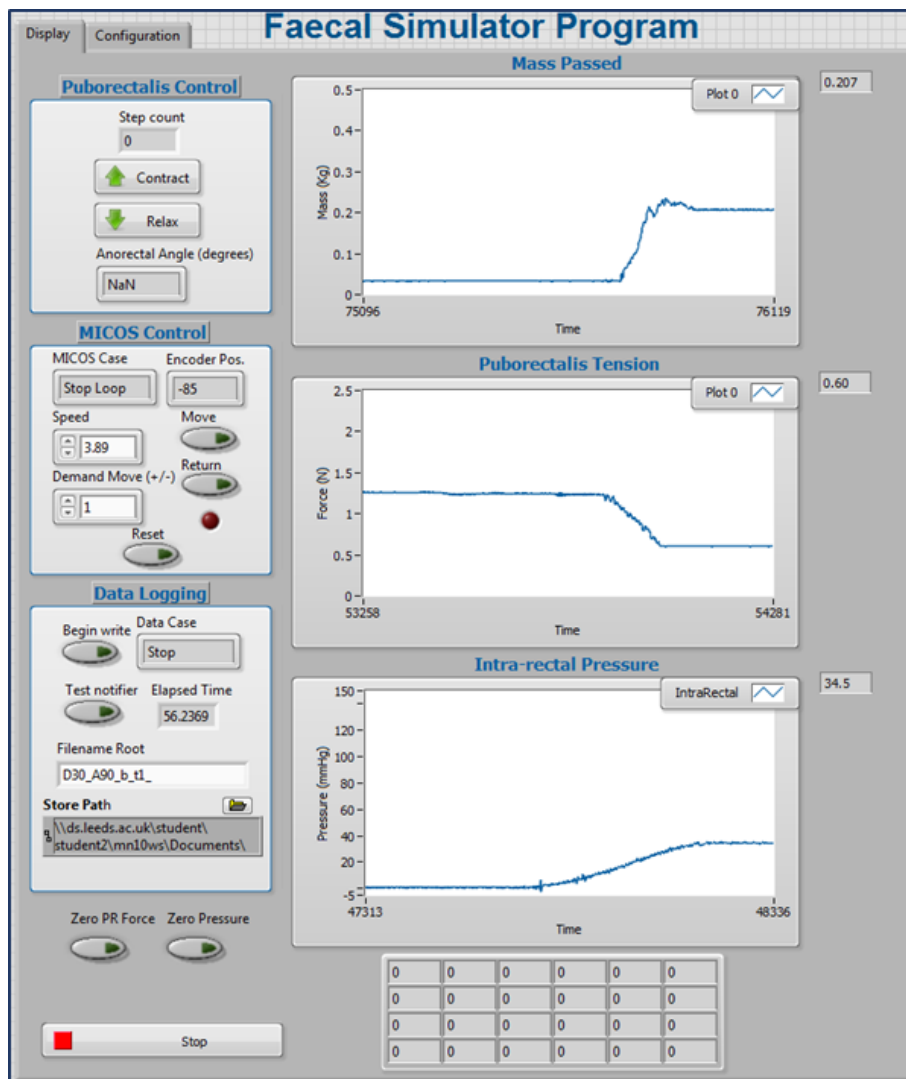 Faecal Simulator Program
Display
Configuration
Puborectalis Control
Step count
0
Contract
Relax
Anorectal Angle (degrees)
NaN
MICOS Control
MICOS Case
Encoder Pos.
Stop Loop
-85
Speed
Move
3.89
Return
Demand Move (+/-)
1
Reset
Data Logging
Begin write
Data Case
Stop
Test notifier
Elapsed Time
56.2369
Filename Root
D30_A90_b_t1_
Store Path
\\ds.leeds.ac.uk\student\
student2\mn10ws\Documents\
Zero PR Force
Zero Pressure
Stop
Mass Passed
Plot 0
0.207
Mass (Kg)
0.5
0.4
0.3
0.2
0.1
0
75096
76119
Time
Puborectalis Tension
Plot 0
0.60
Force (N)
2.5
2
1.5
1
0.5
0
53258
54281
Time
Intra-rectal Pressure
IntraRectal
34.5
Pressure (mmHg)
150
120
100
80
60
40
20
-5
47313
48336
Time
0 0 0 0 0 0
0 0 0 0 0 0
0 0 0 0 0 0
0 0 0 0 0 0